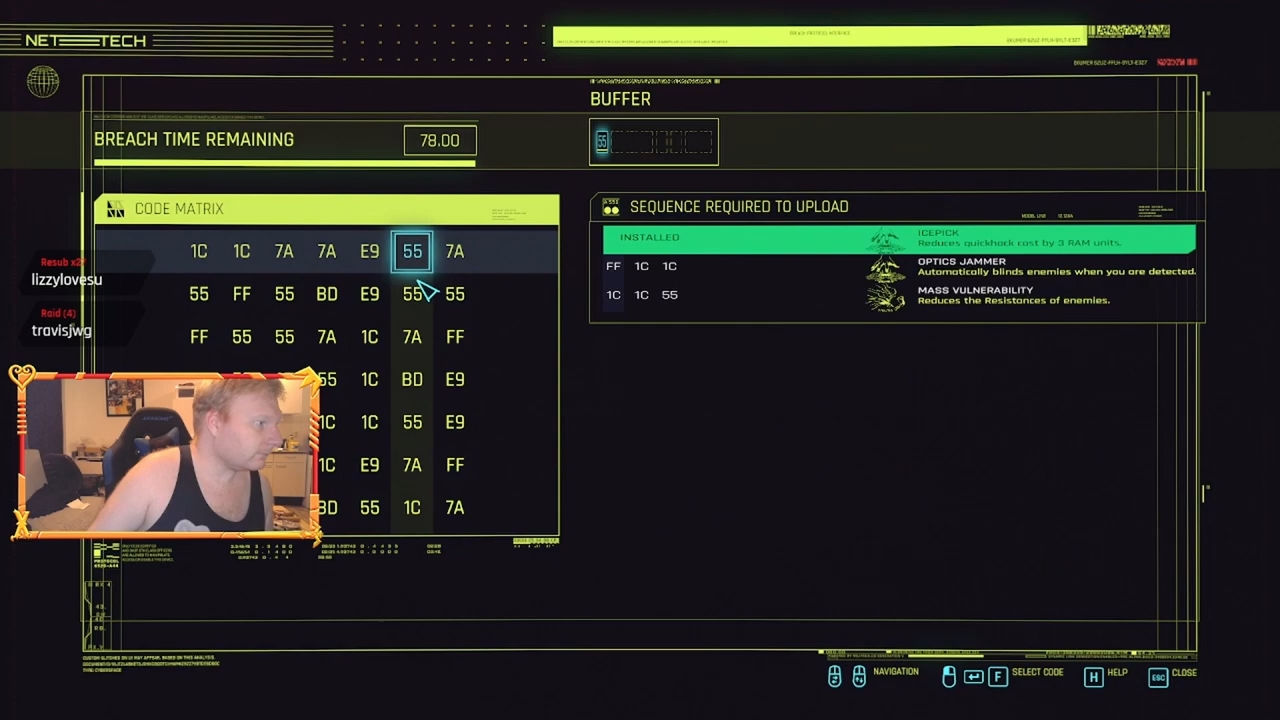 NET TECH
BREACH PROTOCOL INTERFACE
BUFFER
BREACH TIME REMAINING
78.00
55
CODE MATRIX
SEQUENCE REQUIRED TO UPLOAD
1C 1C 7A 7A E9 55 7A
55 FF 55 BD E9 55 55
FF 55 55 7A 1C 7A FF
55 1C BD E9
1C 1C 55 E9
1C E9 7A FF
BD 55 1C 7A
INSTALLED
ICEPICK
Reduces quickhack cost by 3 RAM units.
FF 1C 1C
OPTICS JAMMER
Automatically blinds enemies when you are detected.
1C 1C 55
MASS VULNERABILITY
Reduces the Resistances of enemies.
Resub x2
lizzylovesu
Raid (4)
travisjwg
NAVIGATION
F SELECT CODE
H HELP
ESC CLOSE